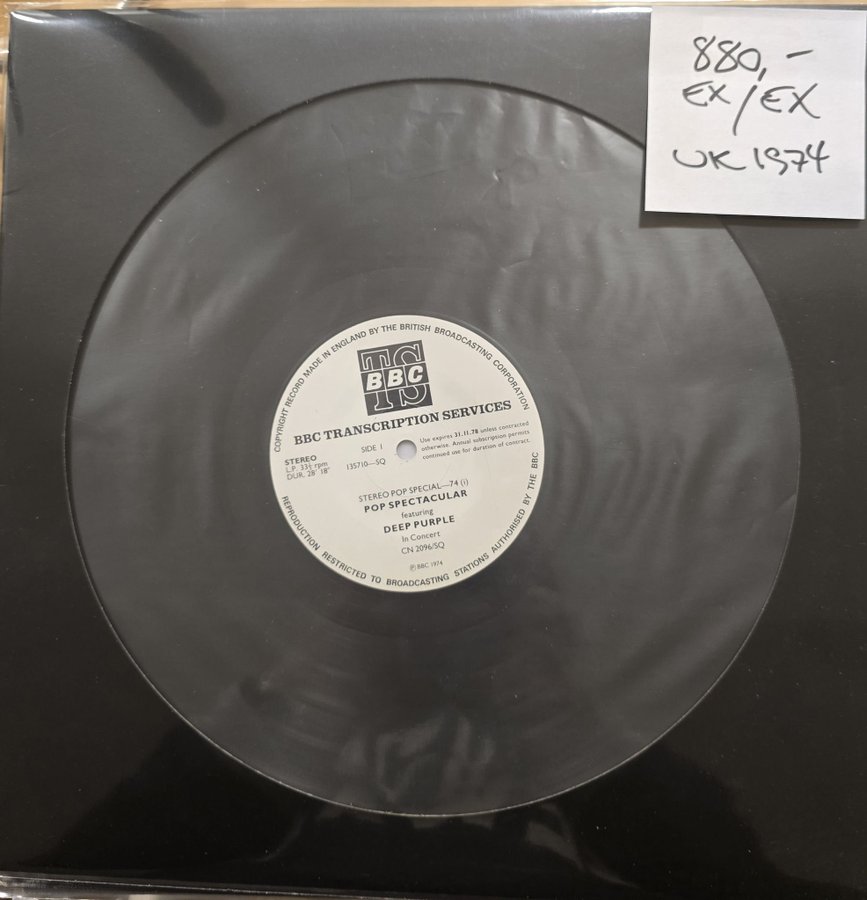 880,-
EX/EX
UK 1974
COPYRIGHT RECORD MADE IN ENGLAND BY THE BRITISH BROADCASTING CORPORATION
TS
BBC
BBC TRANSCRIPTION SERVICES
SIDE 1
STEREO
L.P. 33⅓ rpm
DUR. 28' 18"
135710—SQ
Use expires 31.11.78 unless contracted
otherwise. Annual subscription permits
continued use for duration of contract.
STEREO POP SPECIAL—74 (i)
POP SPECTACULAR
featuring
DEEP PURPLE
In Concert
CN 2096/SQ
℗ BBC 1974
REPRODUCTION RESTRICTED TO BROADCASTING STATIONS AUTHORISED BY THE BBC